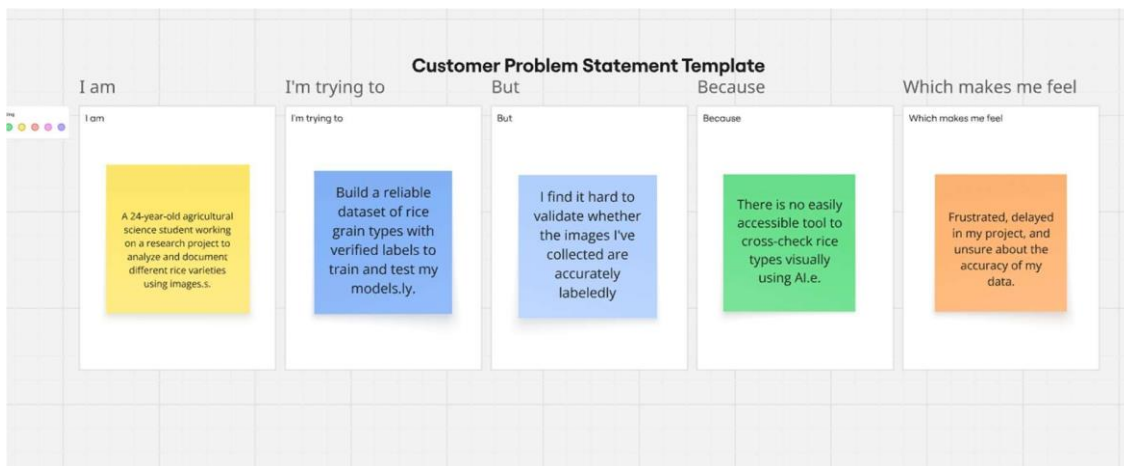 Customer Problem Statement Template
I am
I'm trying to
But
Because
Which makes me feel
I am
A 24-year-old agricultural
science student working
on a research project to
analyze and document
different rice varieties
using images.s.
I'm trying to
Build a reliable
dataset of rice
grain types with
verified labels to
train and test my
models.ly.
But
I find it hard to
validate whether
the images I've
collected are
accurately
labeledly
Because
There is no easily
accessible tool to
cross-check rice
types visually
using AI.e.
Which makes me feel
Frustrated, delayed
in my project, and
unsure about the
accuracy of my
data.